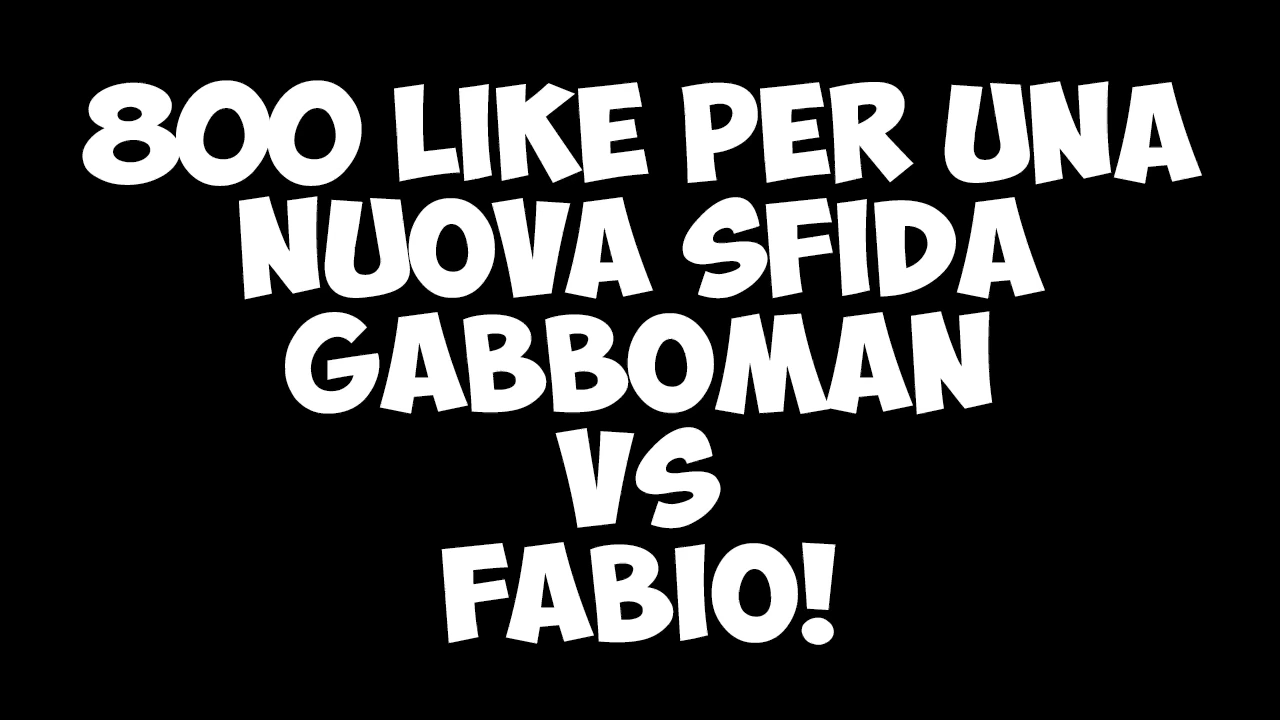 800 LIKE PER UNA
NUOVA SFIDA
GABBOMAN
VS
FABIO!